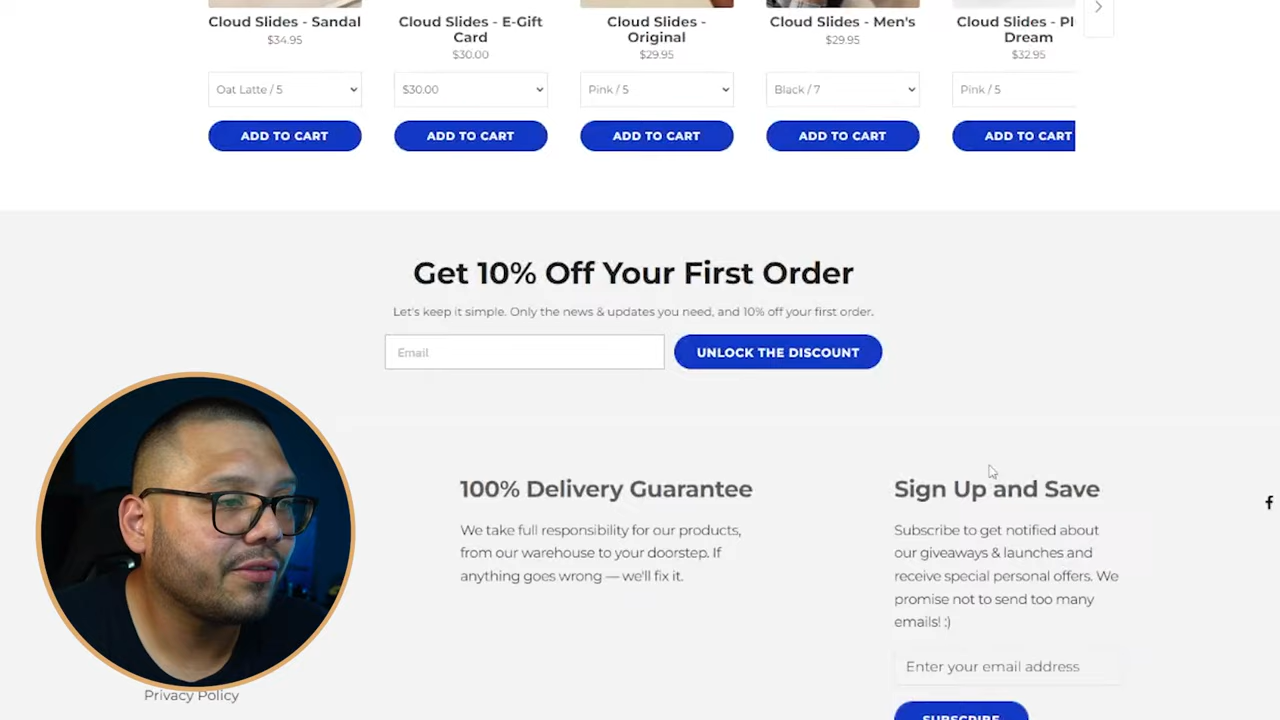 Cloud Slides - Sandal
$34.95
Oat Latte / 5
ADD TO CART
Cloud Slides - E-Gift
Card
$30.00
$30.00
ADD TO CART
Cloud Slides -
Original
$29.95
Pink / 5
ADD TO CART
Cloud Slides - Men's
$29.95
Black / 7
ADD TO CART
Cloud Slides - Pl
Dream
$32.95
Pink / 5
ADD TO CART
Get 10% Off Your First Order
Let's keep it simple. Only the news & updates you need, and 10% off your first order.
Email
UNLOCK THE DISCOUNT
100% Delivery Guarantee
We take full responsibility for our products,
from our warehouse to your doorstep. If
anything goes wrong — we'll fix it.
Sign Up and Save
Subscribe to get notified about
our giveaways & launches and
receive special personal offers. We
promise not to send too many
emails! :)
Enter your email address
SUBSCRIBE
Privacy Policy